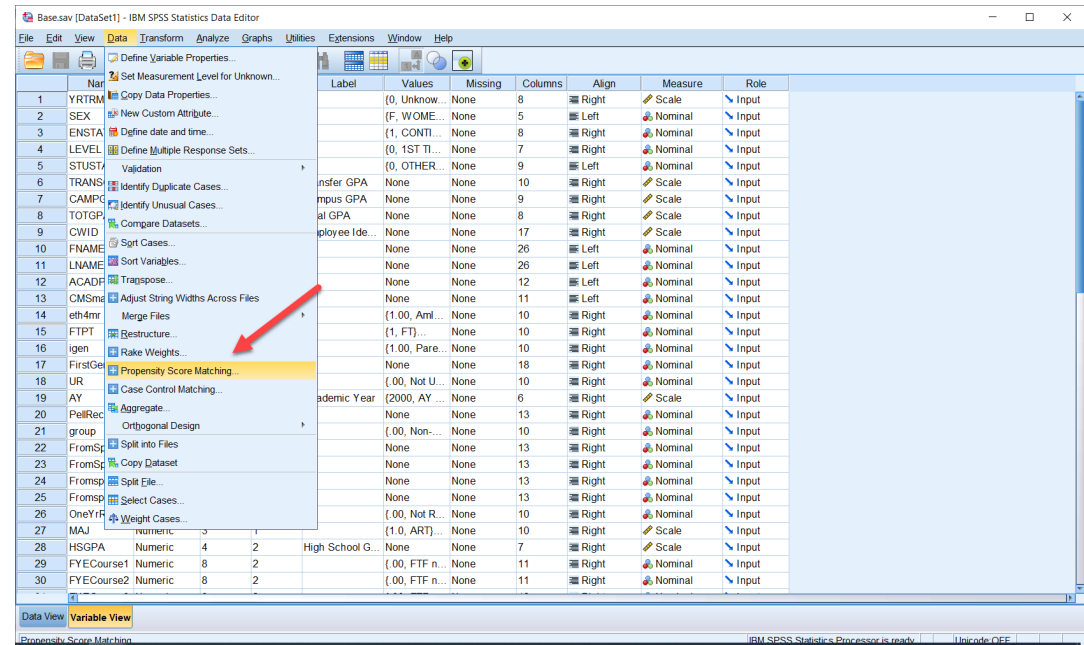 Base.sav [DataSet1] - IBM SPSS Statistics Data Editor
File Edit View Data Transform Analyze Graphs Utilities Extensions Window Help
Define Variable Properties...
Set Measurement Level for Unknown...
Copy Data Properties...
New Custom Attribute...
Define date and time...
Define Multiple Response Sets...
Validation
Identify Duplicate Cases...
Identify Unusual Cases...
Compare Datasets...
Sort Cases...
Sort Variables...
Transpose...
Adjust String Widths Across Files
Merge Files
Restructure...
Rake Weights...
Propensity Score Matching...
Case Control Matching...
Aggregate...
Orthogonal Design
Split into Files
Copy Dataset
Split File...
Select Cases...
Weight Cases...
Label Values Missing Columns Align Measure Role
1 YRTRM {0, Unknow... None 8 Right Scale Input
2 SEX {F, WOME... None 5 Left Nominal Input
3 ENSTA {1, CONTI... None 8 Right Nominal Input
4 LEVEL {0, 1ST TI... None 7 Right Nominal Input
5 STUST {0, OTHER... None 9 Left Nominal Input
6 TRANS nsfer GPA None None 10 Right Scale Input
7 CAMPG mpus GPA None None 9 Right Scale Input
8 TOTGP al GPA None None 8 Right Scale Input
9 CWID ployee Ide... None None 17 Right Scale Input
10 FNAME None None 26 Left Nominal Input
11 LNAME None None 26 Left Nominal Input
12 ACADP None None 12 Left Nominal Input
13 CMSma None None 11 Left Nominal Input
14 eth4mr {1.00, AmI... None 10 Right Nominal Input
15 FTPT {1, FT}... None 10 Right Nominal Input
16 igen {1.00, Pare... None 10 Right Nominal Input
17 FirstGe None None 18 Right Nominal Input
18 UR {.00, Not U... None 10 Right Nominal Input
19 AY ademic Year {2000, AY ... None 6 Right Scale Input
20 PellRec None None 13 Right Nominal Input
21 group {.00, Non-... None 10 Right Nominal Input
22 FromSp None None 13 Right Nominal Input
23 FromSp None None 13 Right Nominal Input
24 Fromsp None None 13 Right Nominal Input
25 Fromsp None None 13 Right Nominal Input
26 OneYrR {.00, Not R... None 10 Right Nominal Input
27 MAJ Numeric 3 1 {1.0, ART}... None 10 Right Scale Input
28 HSGPA Numeric 4 2 High School G... None None 7 Right Nominal Input
29 FYECourse1 Numeric 8 2 {.00, FTF n... None 11 Right Nominal Input
30 FYECourse2 Numeric 8 2 {.00, FTF n... None 11 Right Nominal Input
Data View Variable View
Propensity Score Matching IBM SPSS Statistics Processor is ready Unicode:OFF